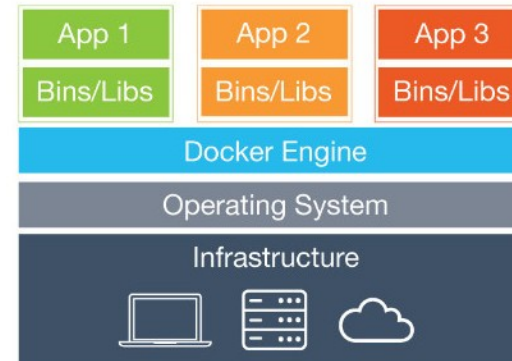 App 1 App 2 App 3
Bins/Libs Bins/Libs Bins/Libs
Docker Engine
Operating System
Infrastructure